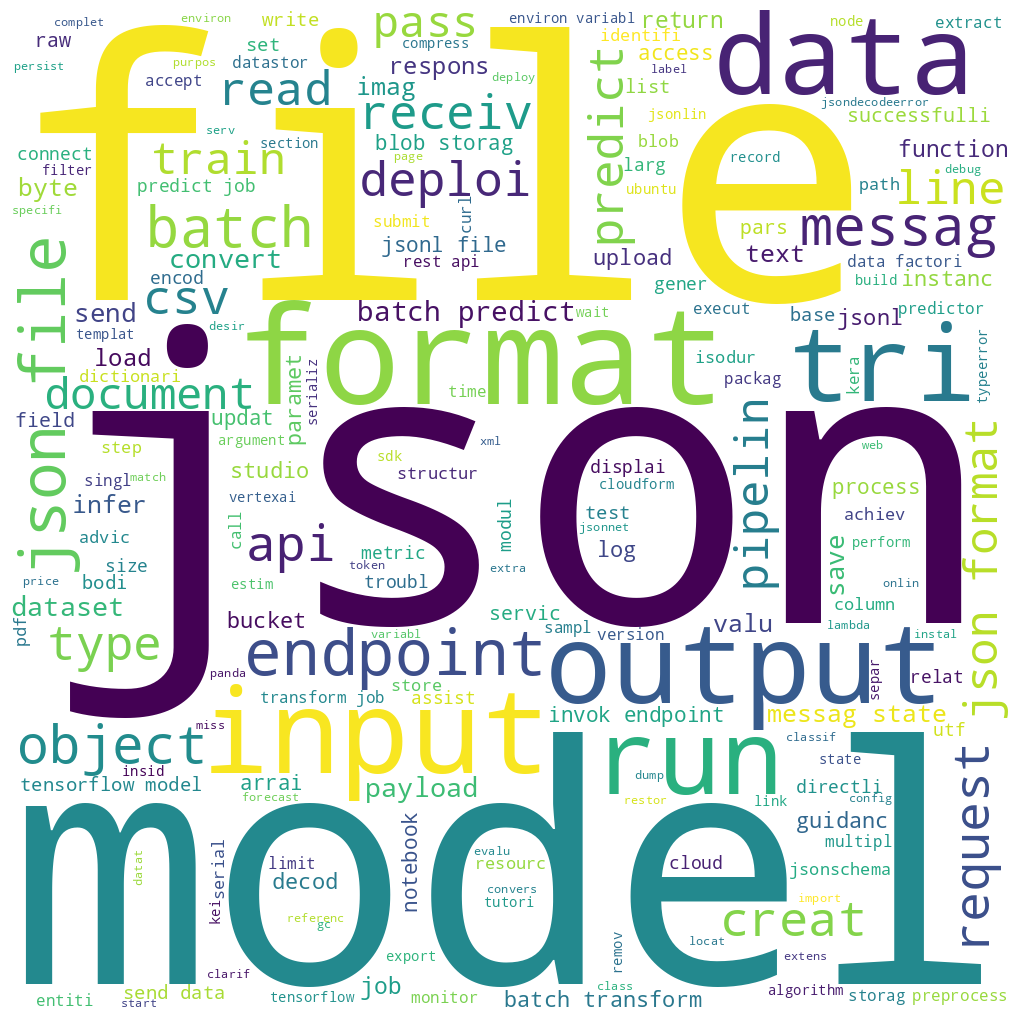 complet
environ
write
pass
environ variabl
return
node
extract
raw
set
compress
identifi
access
data
persist
purpos
datastor
respons
deploy
label
list
accept
read
imag
receiv
jsonlin
jsondecodeerror
successfulli
file
serv
section
blob storag
predict
blob
connect
filter
train
page
larg
record
function
debug
byte
predict job
deploi
ubuntu
path
line
specifi
batch
submit
curl
jsonl file
rest api
upload
pars
text
messag
data factori
convert
encod
csv
gener
build
instanc
json file
send
desir
batch predict
wait
execut
base
jsonl
predictor
templat
load
format
isodur
tri
dictionari
document
serializ
packag
kera
typeerror
field
updat
paramet
time
step
argument
xml
pipelin
web
json format
singl
match
studio
sdk
structur
displai
process
infer
vertexai
cloudform
json
advic
call
api
modul
test
jsonnet
log
achiev
size
metric
save
perform
price
bodi
estim
token
troubl
extra
onlin
dataset
bucket
servic
column
pdf
type
variabl
sampl
version
valu
lambda
instal
endpoint
output
panda
store
separ
relat
transform job
assist
object
miss
input
invok endpoint
messag state
utf
insid
run
classif
state
request
tensorflow model
arrai
payload
dump
link
directli
config
forecast
restor
guidanc
model
notebook
evalu
multipl
datat
serial
limit
resourc
cloud
jsonschema
decod
convers
tutori
import
kei
referenc
gc
creat
locat
clarif
export
remov
extens
entiti
send data
start
tensorflow
job
monitor
batch transform
class
algorithm
storag
preprocess